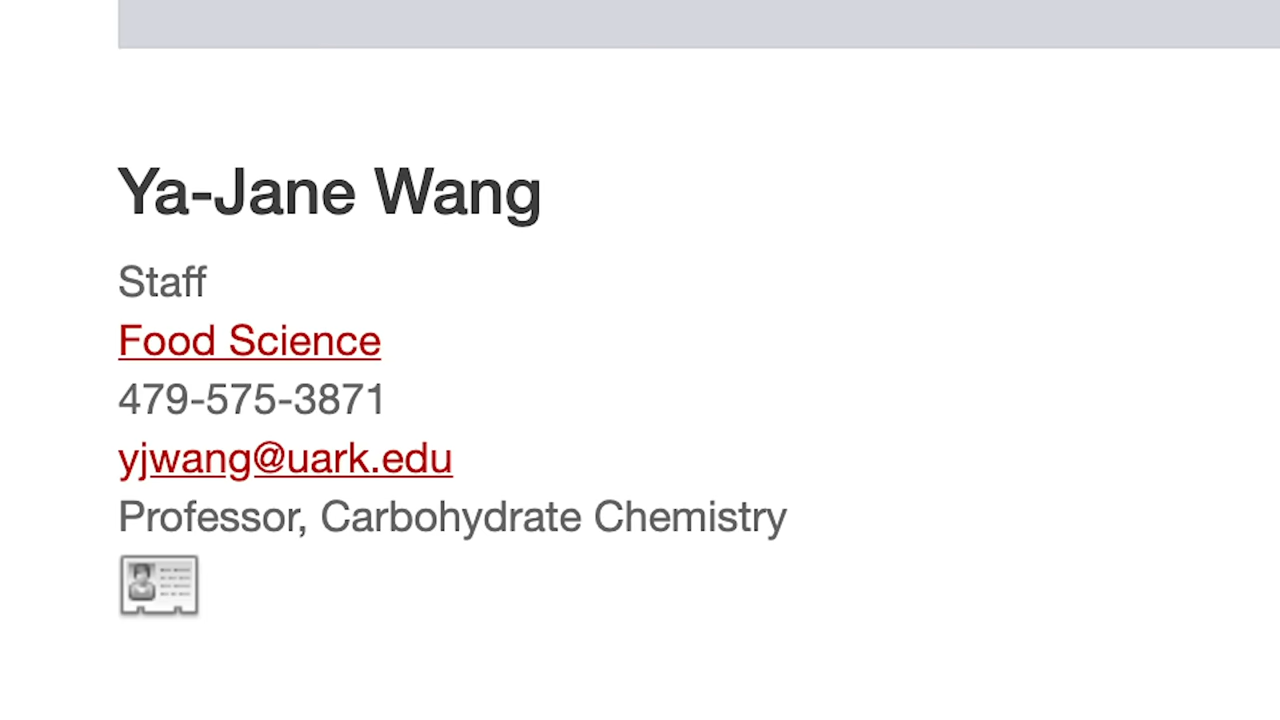 Ya-Jane Wang
Staff
Food Science
479-575-3871
yjwang@uark.edu
Professor, Carbohydrate Chemistry